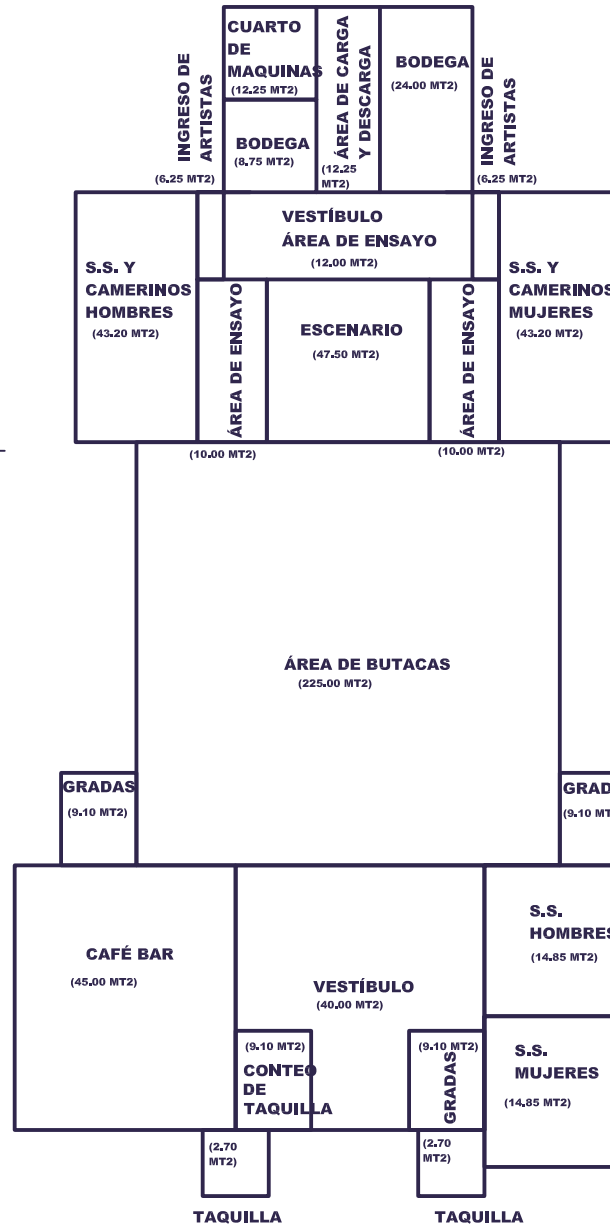 CUARTO
DE
MAQUINAS
(12.25 MT2)
BODEGA
(8.75 MT2)
ÁREA DE CARGA
Y DESCARGA
(12.25
MT2)
BODEGA
(24.00 MT2)
INGRESO DE
ARTISTAS
(6.25 MT2)
INGRESO DE
ARTISTAS
(6.25 MT2)
VESTÍBULO
ÁREA DE ENSAYO
(12.00 MT2)
S.S. Y
CAMERINOS
HOMBRES
(43.20 MT2)
ÁREA DE ENSAYO
(10.00 MT2)
ESCENARIO
(47.50 MT2)
ÁREA DE ENSAYO
(10.00 MT2)
S.S. Y
CAMERINOS
MUJERES
(43.20 MT2)
ÁREA DE BUTACAS
(225.00 MT2)
GRADAS
(9.10 MT2)
GRAD
(9.10 MT
CAFÉ BAR
(45.00 MT2)
VESTÍBULO
(40.00 MT2)
S.S.
HOMBRES
(14.85 MT2)
(9.10 MT2)
CONTEO
DE
TAQUILLA
(9.10 MT2)
GRADAS
S.S.
MUJERES
(14.85 MT2)
(2.70
MT2)
TAQUILLA
(2.70
MT2)
TAQUILLA